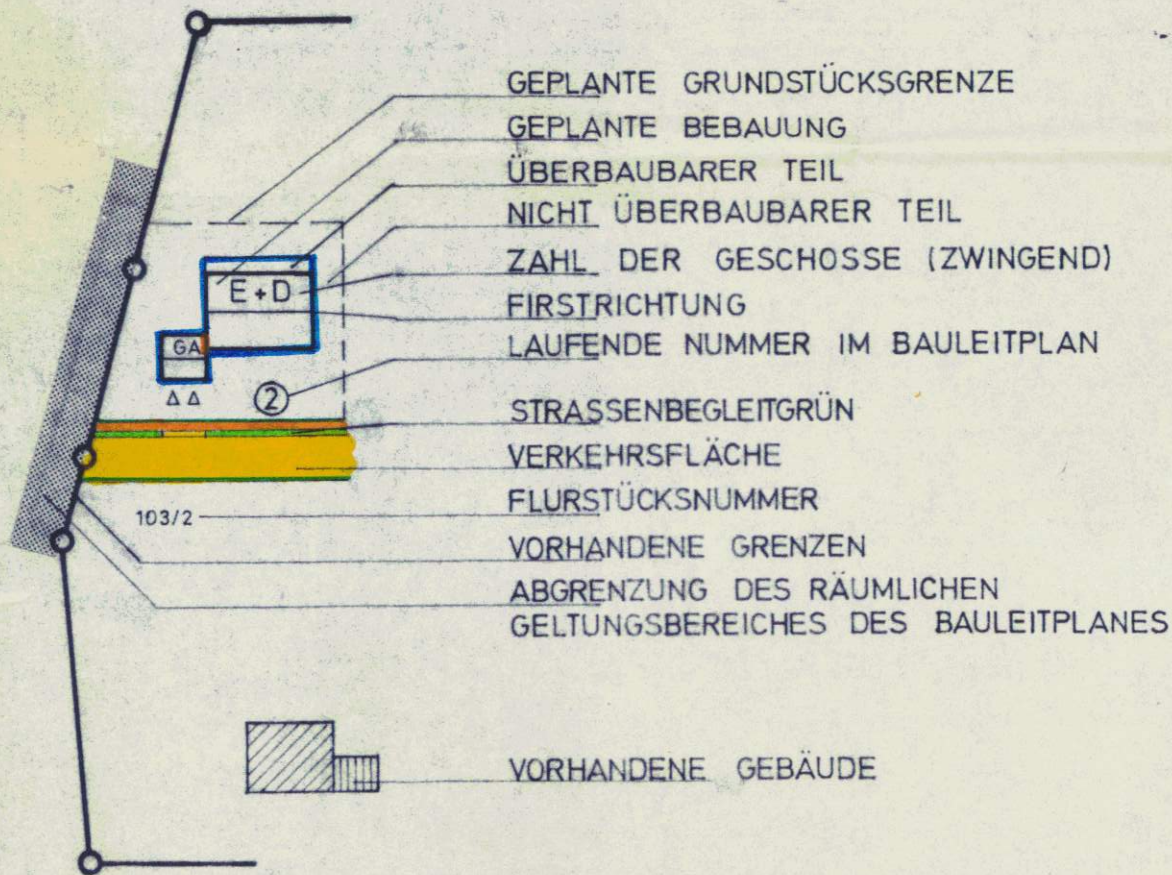 GEPLANTE GRUNDSTÜCKSGRENZE
GEPLANTE BEBAUUNG
ÜBERBAUBARER TEIL
NICHT ÜBERBAUBARER TEIL
ZAHL DER GESCHOSSE (ZWINGEND)
E+D
FIRSTRICHTUNG
GA
LAUFENDE NUMMER IM BAULEITPLAN
2
STRASSENBEGLEITGRÜN
VERKEHRSFLÄCHE
FLURSTÜCKSNUMMER
103/2
VORHANDENE GRENZEN
ABGRENZUNG DES RÄUMLICHEN
GELTUNGSBEREICHES DES BAULEITPLANES
VORHANDENE GEBÄUDE